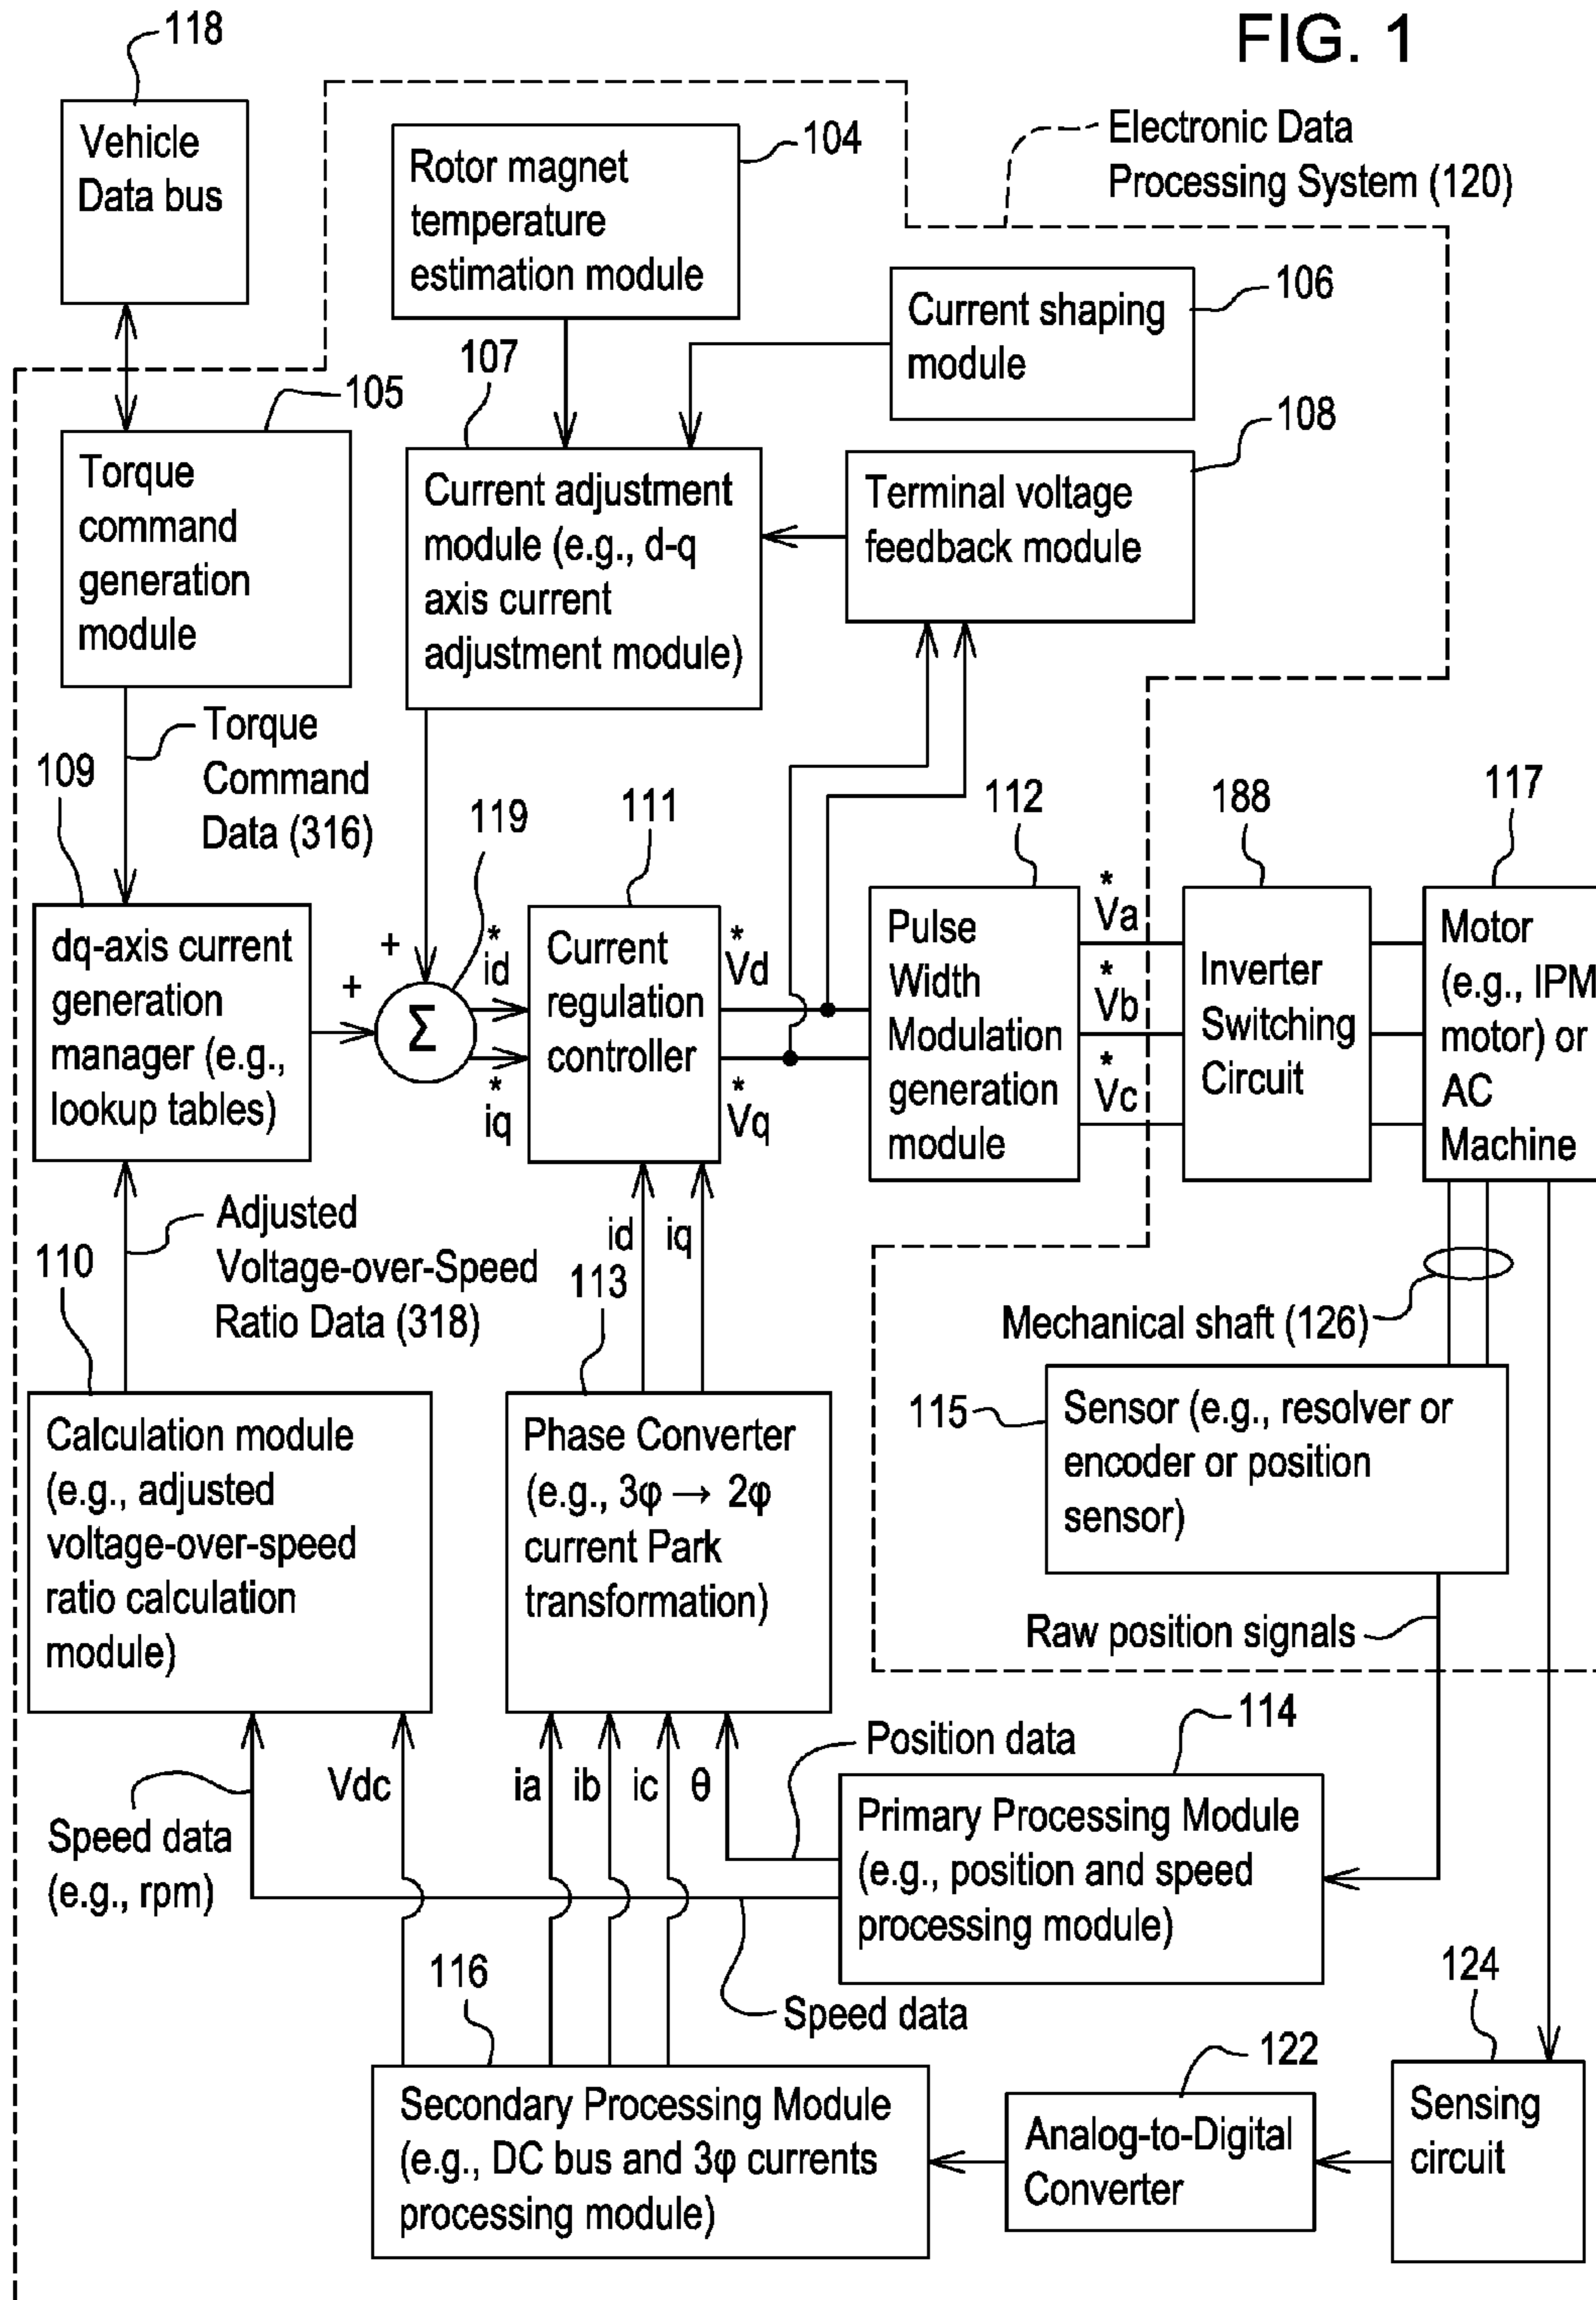 FIG. 1
118
Vehicle
Data bus
Rotor magnet
temperature
estimation module
104
Electronic Data
Processing System (120)
Current shaping
module
106
107
105
Torque
command
generation
module
Current adjustment
module (e.g., d-q
axis current
adjustment module)
108
Terminal voltage
feedback module
Torque
Command
Data (316)
109
119
111
112
188
117
dq-axis current
generation
manager (e.g.,
lookup tables)
+
+
Σ
*
id
*
iq
Current
regulation
controller
*
Vd
*
Vq
Pulse
Width
Modulation
generation
module
*
Va
*
Vb
*
Vc
Inverter
Switching
Circuit
Motor
(e.g., IPM
motor) or
AC
Machine
110
Adjusted
Voltage-over-Speed
Ratio Data (318)
id
iq
113
Mechanical shaft (126)
Calculation module
(e.g., adjusted
voltage-over-speed
ratio calculation
module)
Phase Converter
(e.g., 3φ → 2φ
current Park
transformation)
115
Sensor (e.g., resolver or
encoder or position
sensor)
Raw position signals
Speed data
(e.g., rpm)
Vdc
ia
ib
ic
θ
Position data
114
Primary Processing Module
(e.g., position and speed
processing module)
Speed data
116
Secondary Processing Module
(e.g., DC bus and 3φ currents
processing module)
122
Analog-to-Digital
Converter
124
Sensing
circuit